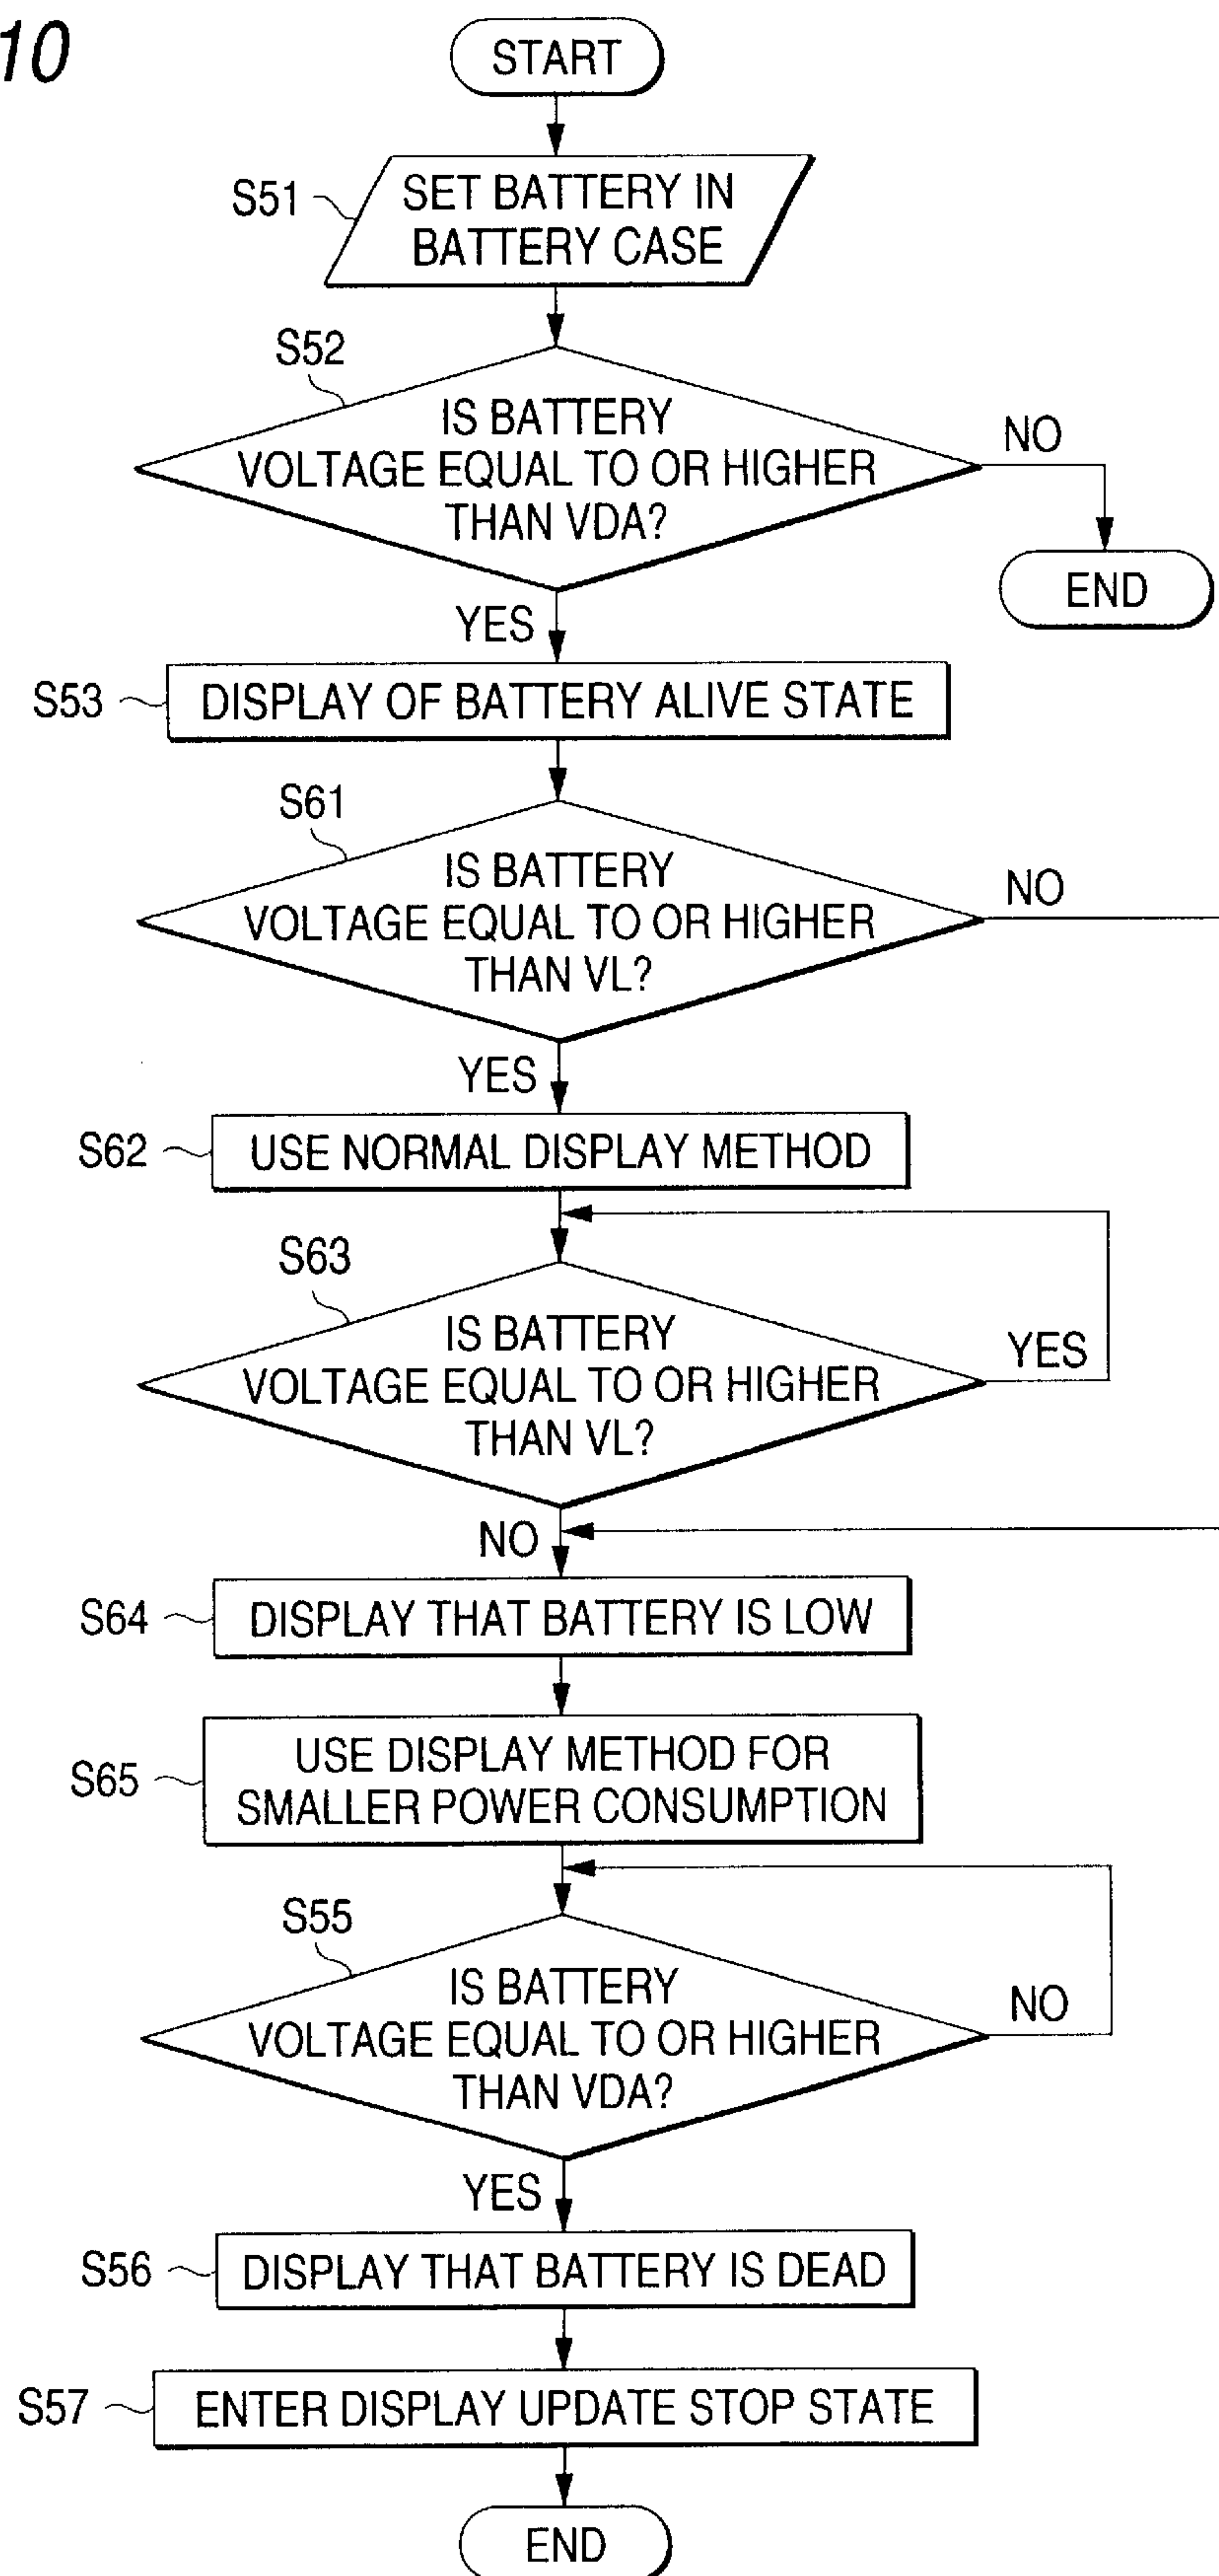 10
START
S51
SET BATTERY IN
BATTERY CASE
S52
IS BATTERY
VOLTAGE EQUAL TO OR HIGHER
THAN VDA?
NO
END
YES
S53
DISPLAY OF BATTERY ALIVE STATE
S61
IS BATTERY
VOLTAGE EQUAL TO OR HIGHER
THAN VL?
NO
YES
S62
USE NORMAL DISPLAY METHOD
S63
IS BATTERY
VOLTAGE EQUAL TO OR HIGHER
THAN VL?
YES
NO
S64
DISPLAY THAT BATTERY IS LOW
S65
USE DISPLAY METHOD FOR
SMALLER POWER CONSUMPTION
S55
IS BATTERY
VOLTAGE EQUAL TO OR HIGHER
THAN VDA?
NO
YES
S56
DISPLAY THAT BATTERY IS DEAD
S57
ENTER DISPLAY UPDATE STOP STATE
END